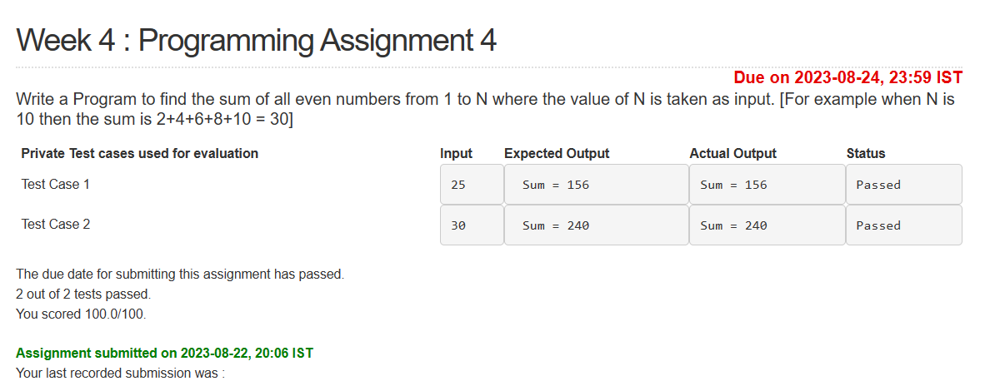 Week 4 : Programming Assignment 4
Due on 2023-08-24, 23:59 IST
Write a Program to find the sum of all even numbers from 1 to N where the value of N is taken as input. [For example when N is
10 then the sum is 2+4+6+8+10 = 30]
Private Test cases used for evaluation Input Expected Output Actual Output Status
Test Case 1 25 Sum = 156 Sum = 156 Passed
Test Case 2 30 Sum = 240 Sum = 240 Passed
The due date for submitting this assignment has passed.
2 out of 2 tests passed.
You scored 100.0/100.
Assignment submitted on 2023-08-22, 20:06 IST
Your last recorded submission was :